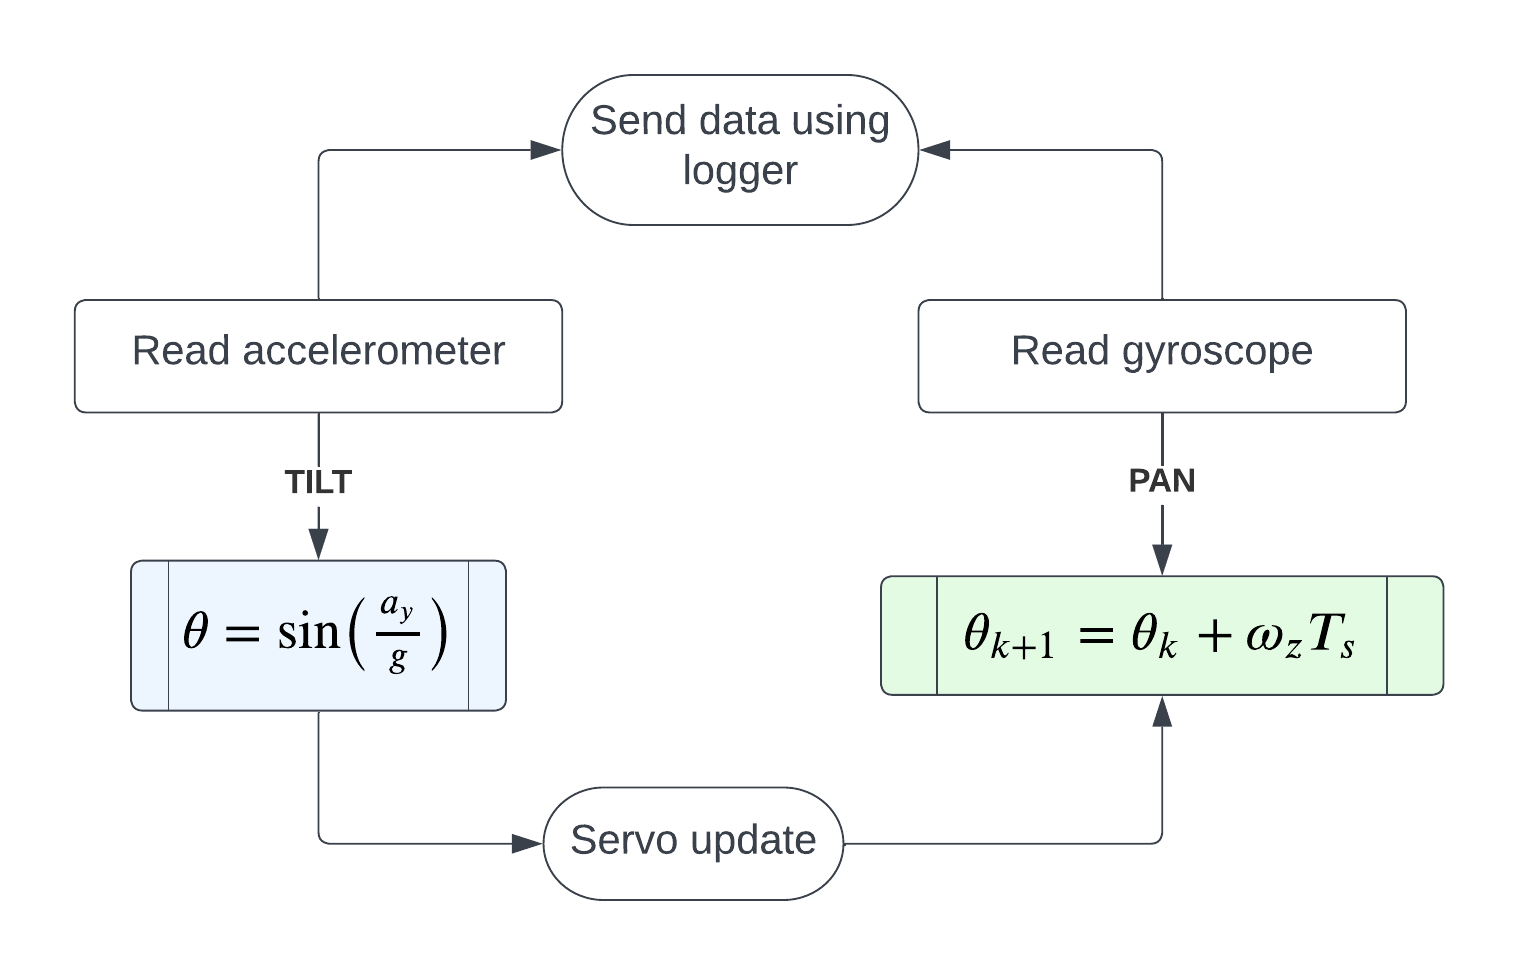 Send data using
logger
Read accelerometer
Read gyroscope
TILT
PAN
θ = sin(a_y/g)
θ_{k+1} = θ_k + ω_z T_s
Servo update